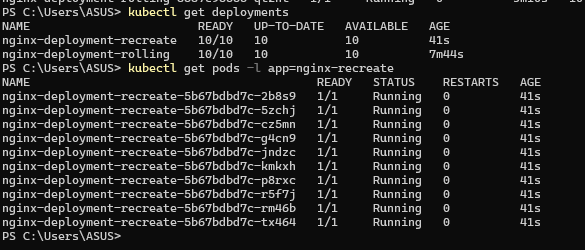 PS C:\Users\ASUS> kubectl get deployments
NAME READY UP-TO-DATE AVAILABLE AGE
nginx-deployment-recreate 10/10 10 10 41s
nginx-deployment-rolling 10/10 10 10 7m44s
PS C:\Users\ASUS> kubectl get pods -l app=nginx-recreate
NAME READY STATUS RESTARTS AGE
nginx-deployment-recreate-5b67bdbd7c-2b8s9 1/1 Running 0 41s
nginx-deployment-recreate-5b67bdbd7c-5zchj 1/1 Running 0 41s
nginx-deployment-recreate-5b67bdbd7c-cz5mn 1/1 Running 0 41s
nginx-deployment-recreate-5b67bdbd7c-g4cn9 1/1 Running 0 41s
nginx-deployment-recreate-5b67bdbd7c-jndzc 1/1 Running 0 41s
nginx-deployment-recreate-5b67bdbd7c-kmkxh 1/1 Running 0 41s
nginx-deployment-recreate-5b67bdbd7c-p8rxc 1/1 Running 0 41s
nginx-deployment-recreate-5b67bdbd7c-r5f7j 1/1 Running 0 41s
nginx-deployment-recreate-5b67bdbd7c-rm46b 1/1 Running 0 41s
nginx-deployment-recreate-5b67bdbd7c-tx464 1/1 Running 0 41s
PS C:\Users\ASUS>